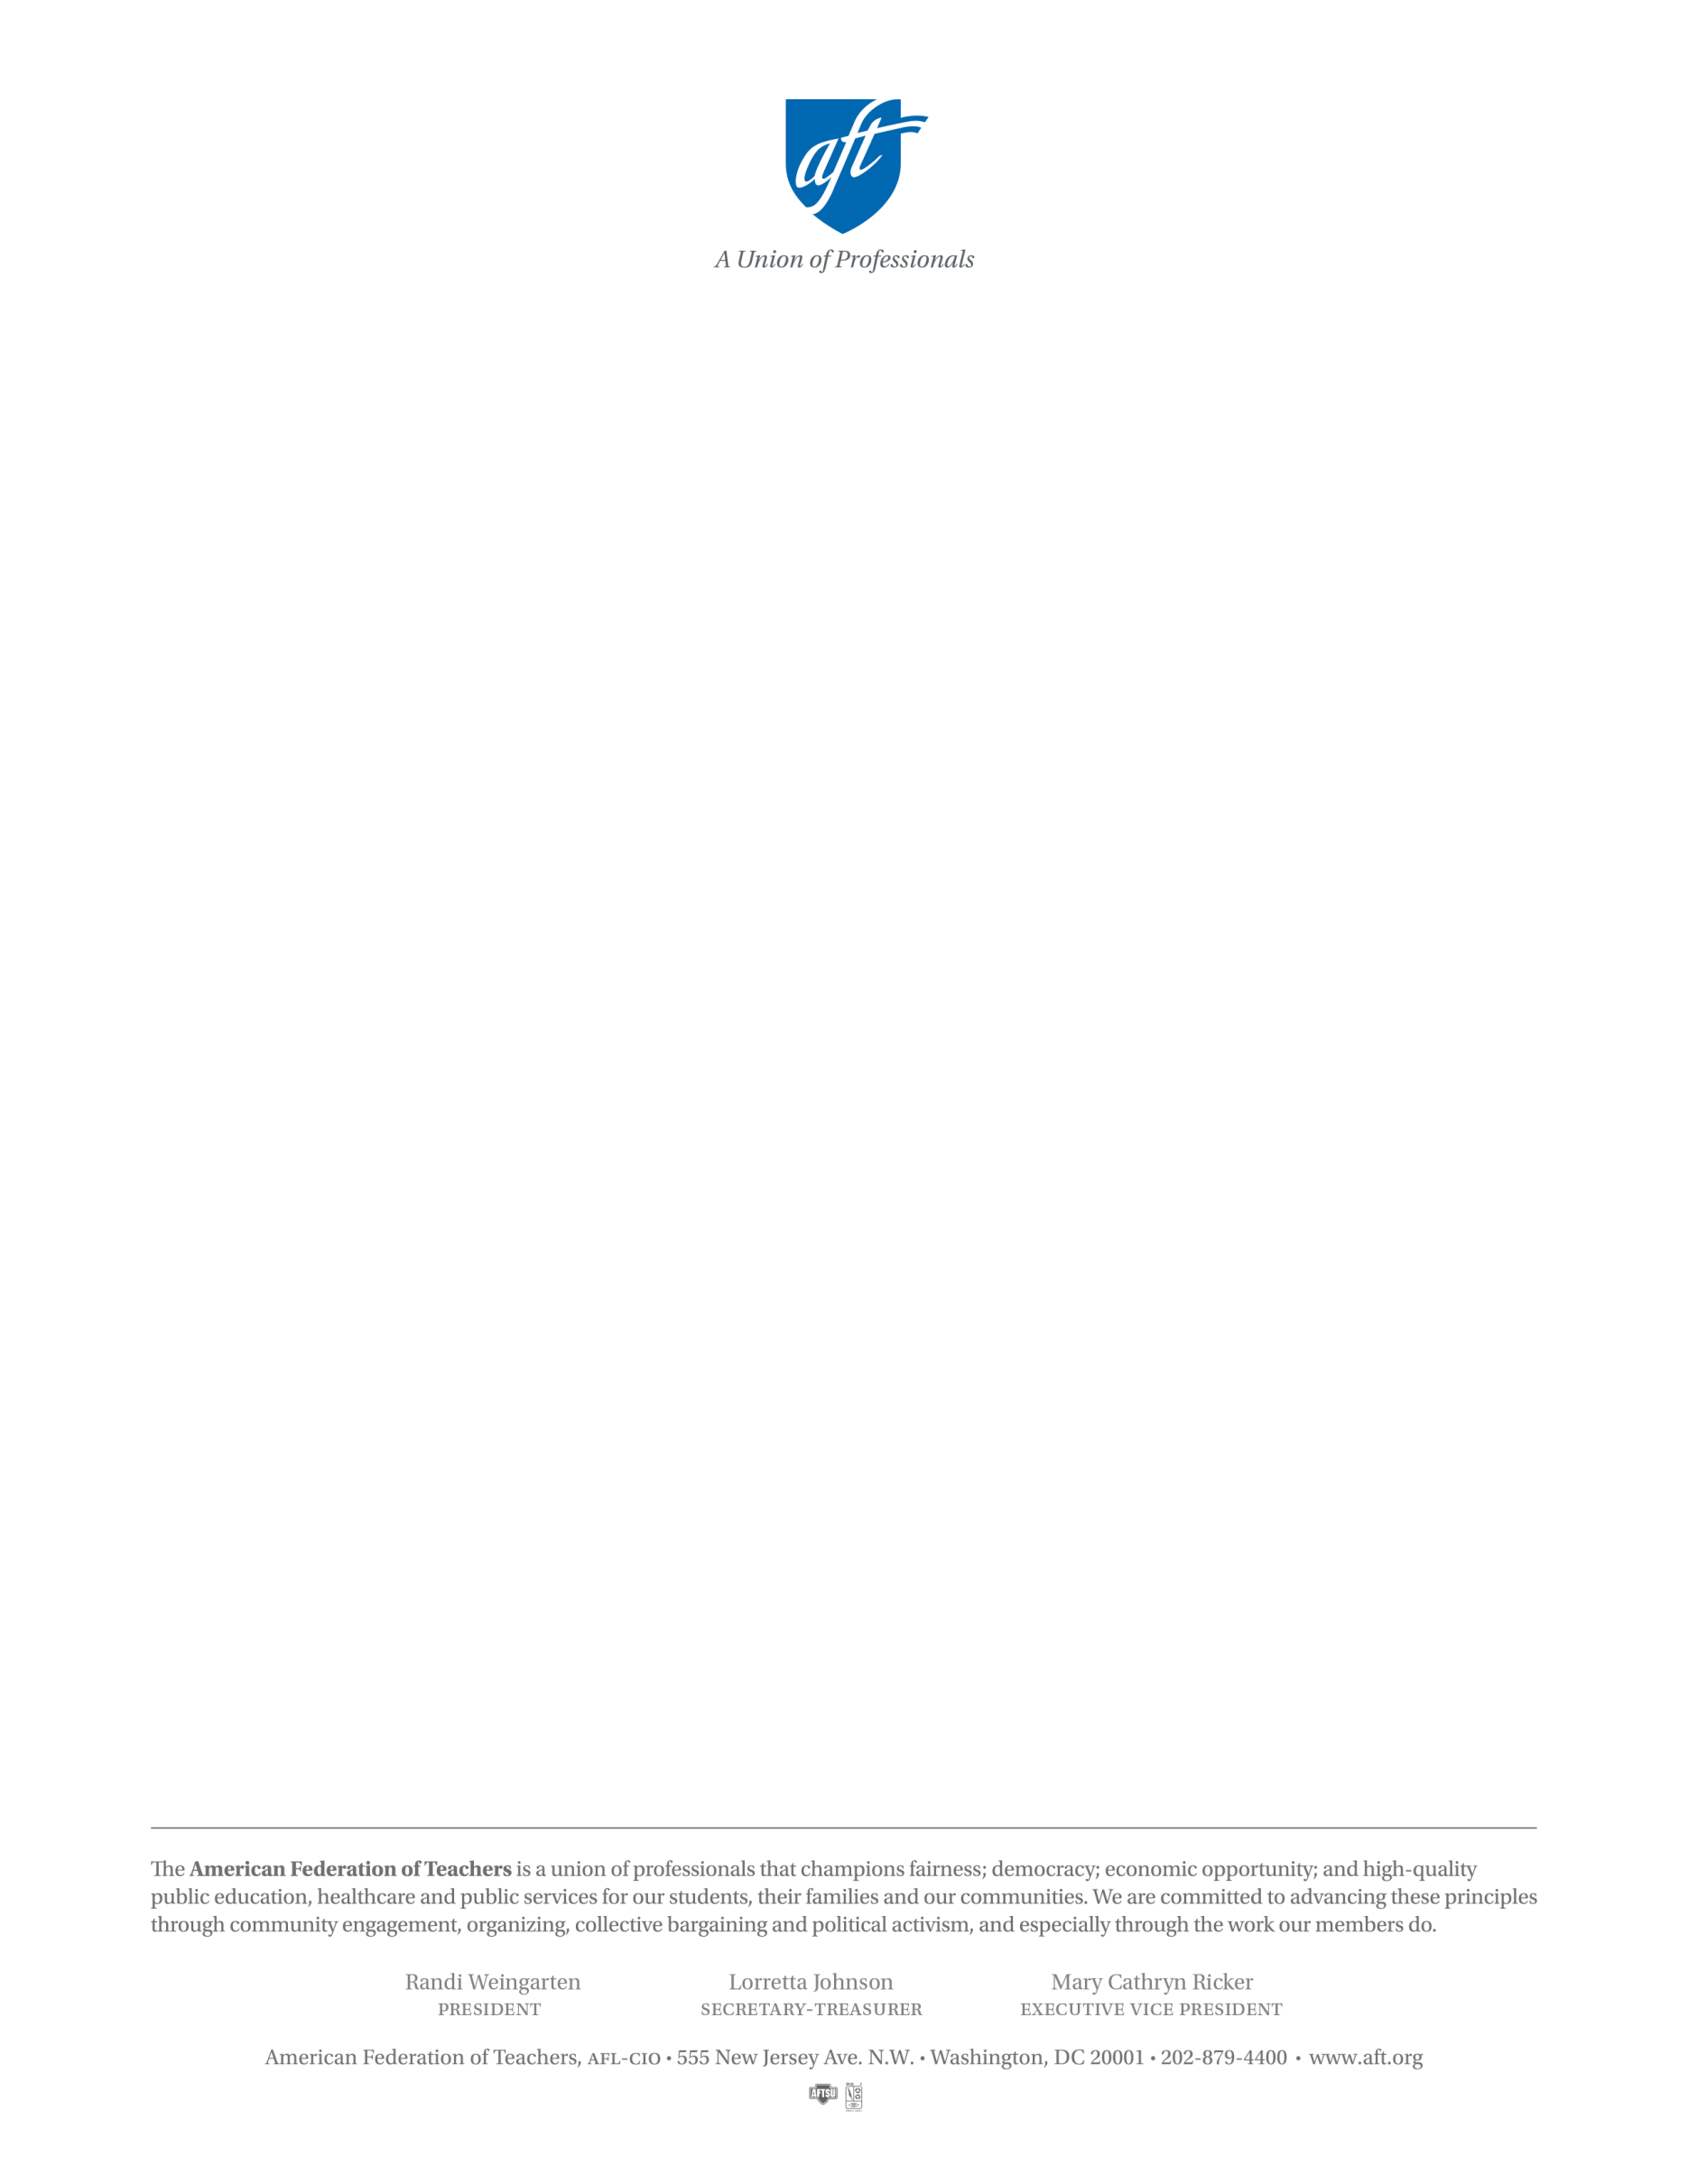 aft
A Union of Professionals
The American Federation of Teachers is a union of professionals that champions fairness; democracy; economic opportunity; and high-quality
public education, healthcare and public services for our students, their families and our communities. We are committed to advancing these principles
through community engagement, organizing, collective bargaining and political activism, and especially through the work our members do.
Randi Weingarten Lorretta Johnson Mary Cathryn Ricker
PRESIDENT SECRETARY-TREASURER EXECUTIVE VICE PRESIDENT
American Federation of Teachers, AFL-CIO • 555 New Jersey Ave. N.W. • Washington, DC 20001 • 202-879-4400 • www.aft.org
AFTSU